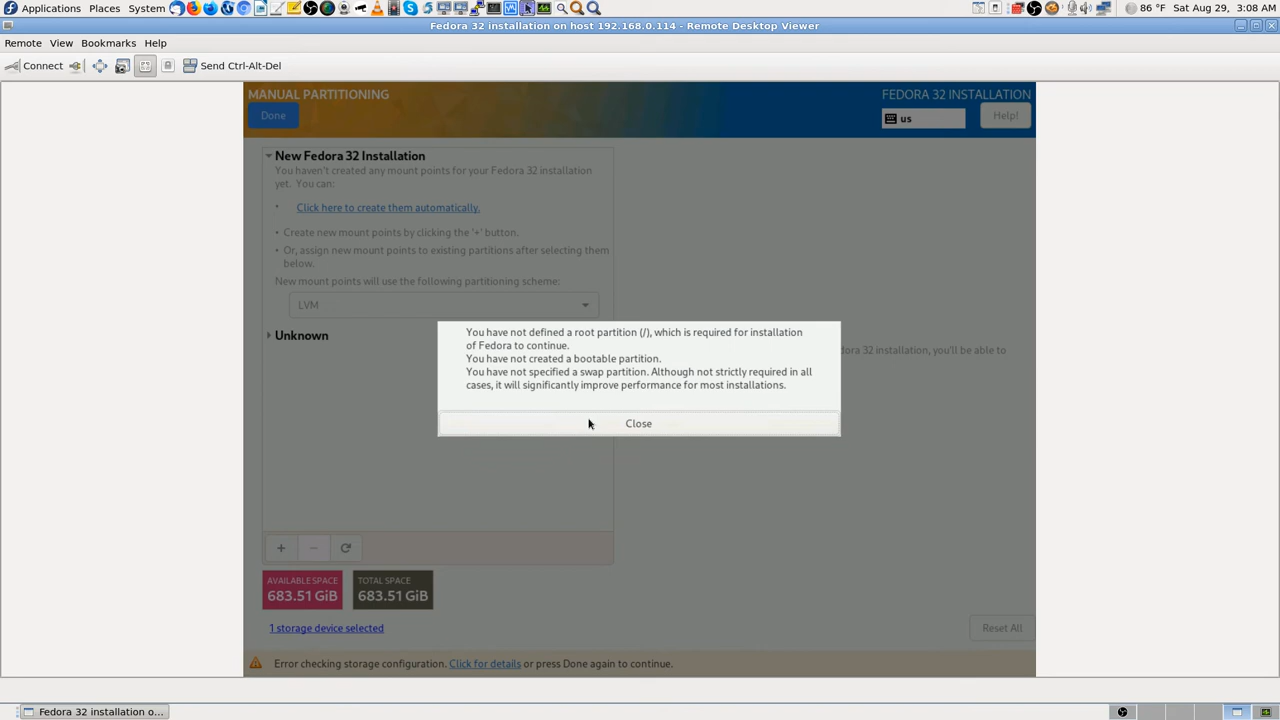 Applications Places System 86 °F Sat Aug 29, 3:08 AM
Fedora 32 installation on host 192.168.0.114 - Remote Desktop Viewer
Remote View Bookmarks Help
Connect Send Ctrl-Alt-Del
MANUAL PARTITIONING FEDORA 32 INSTALLATION
Done us Help!
New Fedora 32 Installation
You haven't created any mount points for your Fedora 32 installation
yet. You can:
• Click here to create them automatically.
• Create new mount points by clicking the '+' button.
• Or, assign new mount points to existing partitions after selecting them
below.
New mount points will use the following partitioning scheme:
LVM
Unknown
You have not defined a root partition (/), which is required for installation
of Fedora to continue.
You have not created a bootable partition.
You have not specified a swap partition. Although not strictly required in all
cases, it will significantly improve performance for most installations.
Close
dora 32 installation, you'll be able to
+ −
AVAILABLE SPACE TOTAL SPACE
683.51 GiB 683.51 GiB
1 storage device selected
Reset All
Error checking storage configuration. Click for details or press Done again to continue.
Fedora 32 installation o...